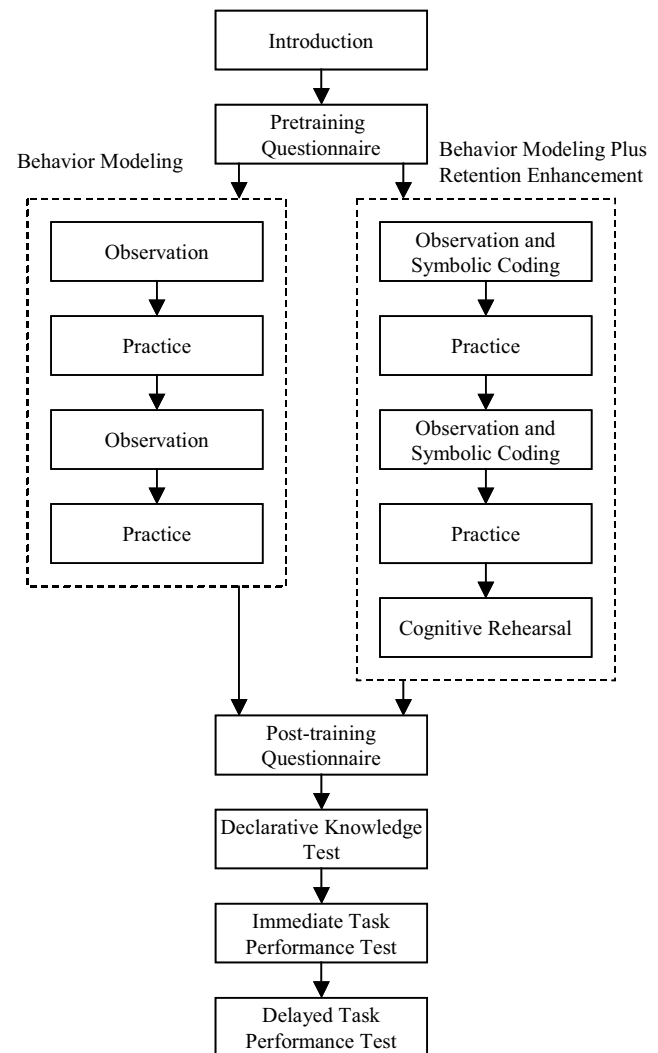 Introduction
Pretraining
Questionnaire
Behavior Modeling
Behavior Modeling Plus
Retention Enhancement
Observation
Practice
Observation
Practice
Observation and
Symbolic Coding
Practice
Observation and
Symbolic Coding
Practice
Cognitive Rehearsal
Post-training
Questionnaire
Declarative Knowledge
Test
Immediate Task
Performance Test
Delayed Task
Performance Test